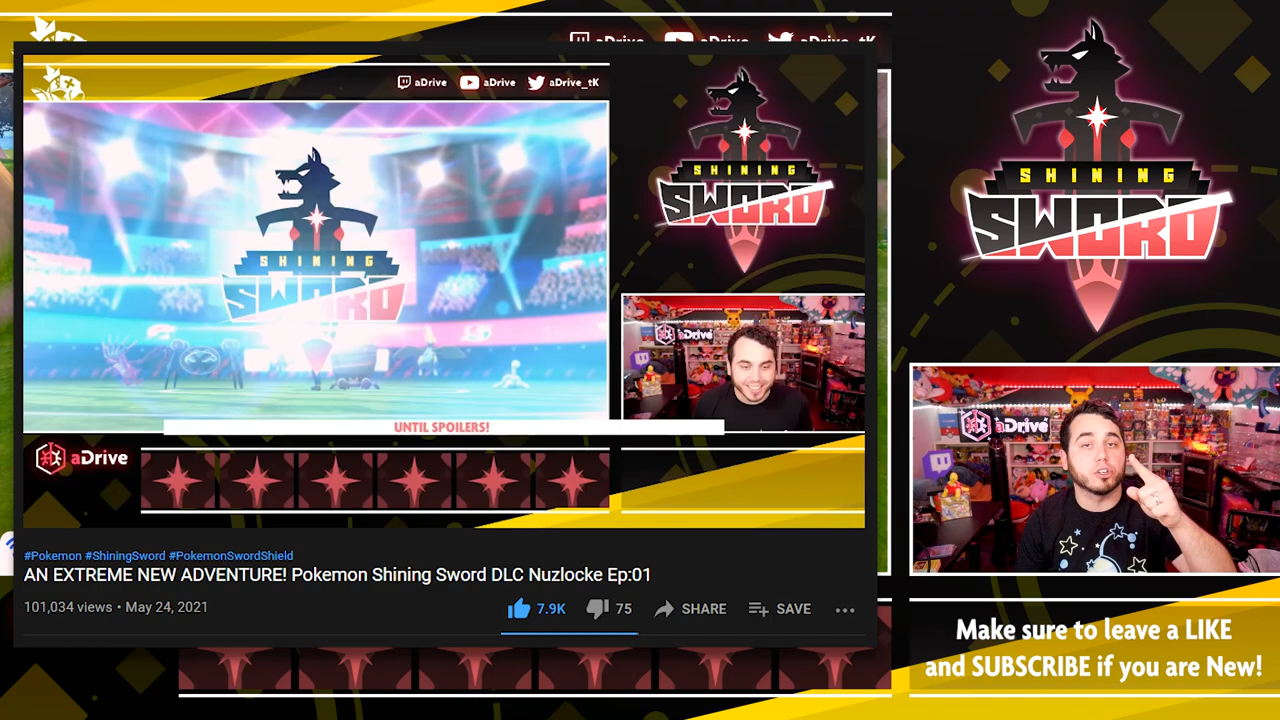 aDrive aDrive aDrive_tK
aDrive aDrive aDrive_tK
SHINING
SWORD
SHINING
SWORD
aDrive
UNTIL SPOILERS!
aDrive
#Pokemon #ShiningSword #PokemonSwordShield
AN EXTREME NEW ADVENTURE! Pokemon Shining Sword DLC Nuzlocke Ep:01
101,034 views • May 24, 2021
7.9K 75 SHARE SAVE
SHINING
SWORD
aDrive
Make sure to leave a LIKE
and SUBSCRIBE if you are New!